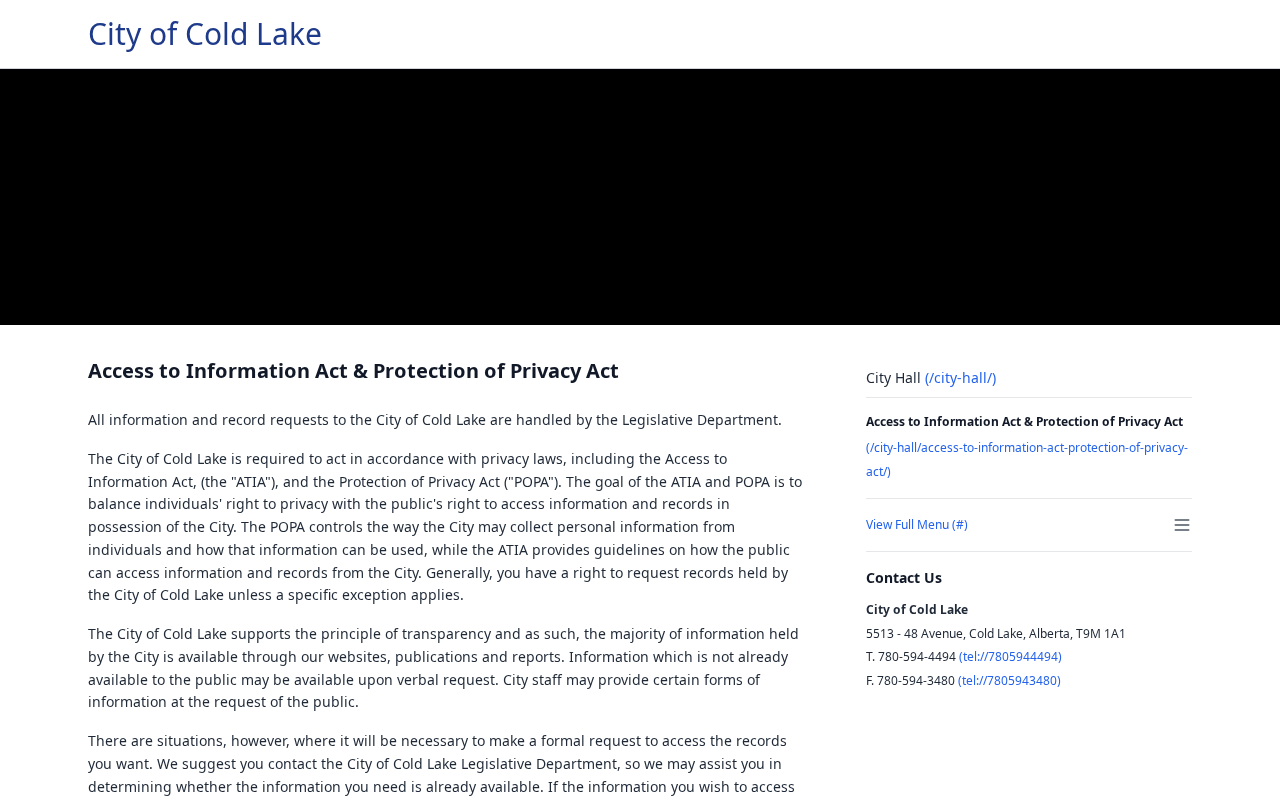 City of Cold Lake
Access to Information Act & Protection of Privacy Act
All information and record requests to the City of Cold Lake are handled by the Legislative Department.
The City of Cold Lake is required to act in accordance with privacy laws, including the Access to
Information Act, (the "ATIA"), and the Protection of Privacy Act ("POPA"). The goal of the ATIA and POPA is to
balance individuals' right to privacy with the public's right to access information and records in
possession of the City. The POPA controls the way the City may collect personal information from
individuals and how that information can be used, while the ATIA provides guidelines on how the public
can access information and records from the City. Generally, you have a right to request records held by
the City of Cold Lake unless a specific exception applies.
The City of Cold Lake supports the principle of transparency and as such, the majority of information held
by the City is available through our websites, publications and reports. Information which is not already
available to the public may be available upon verbal request. City staff may provide certain forms of
information at the request of the public.
There are situations, however, where it will be necessary to make a formal request to access the records
you want. We suggest you contact the City of Cold Lake Legislative Department, so we may assist you in
determining whether the information you need is already available. If the information you wish to access
City Hall (/city-hall/)
Access to Information Act & Protection of Privacy Act
(/city-hall/access-to-information-act-protection-of-privacy-
act/)
View Full Menu (#)
Contact Us
City of Cold Lake
5513 - 48 Avenue, Cold Lake, Alberta, T9M 1A1
T. 780-594-4494 (tel://7805944494)
F. 780-594-3480 (tel://7805943480)